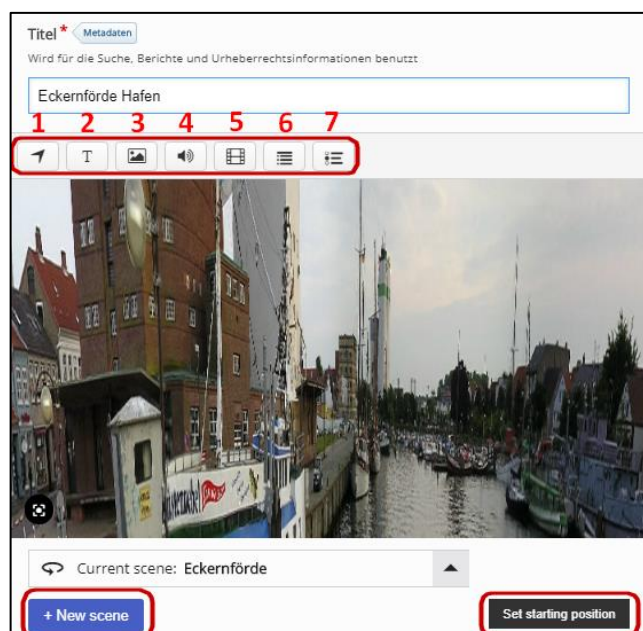 Titel * Metadaten
Wird für die Suche, Berichte und Urheberrechtsinformationen benutzt
Eckernförde Hafen
1 2 3 4 5 6 7
T
Current scene: Eckernförde
+ New scene
Set starting position